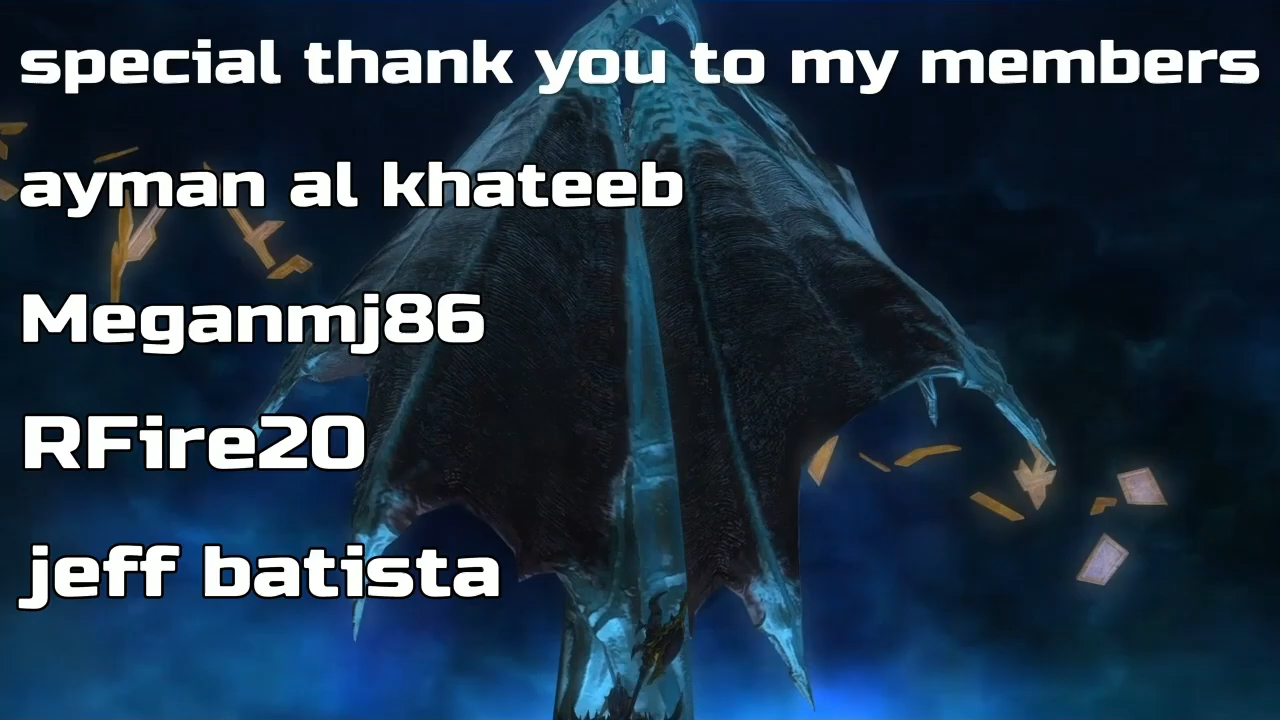 special thank you to my members
ayman al khateeb
Meganmj86
RFire20
jeff batista